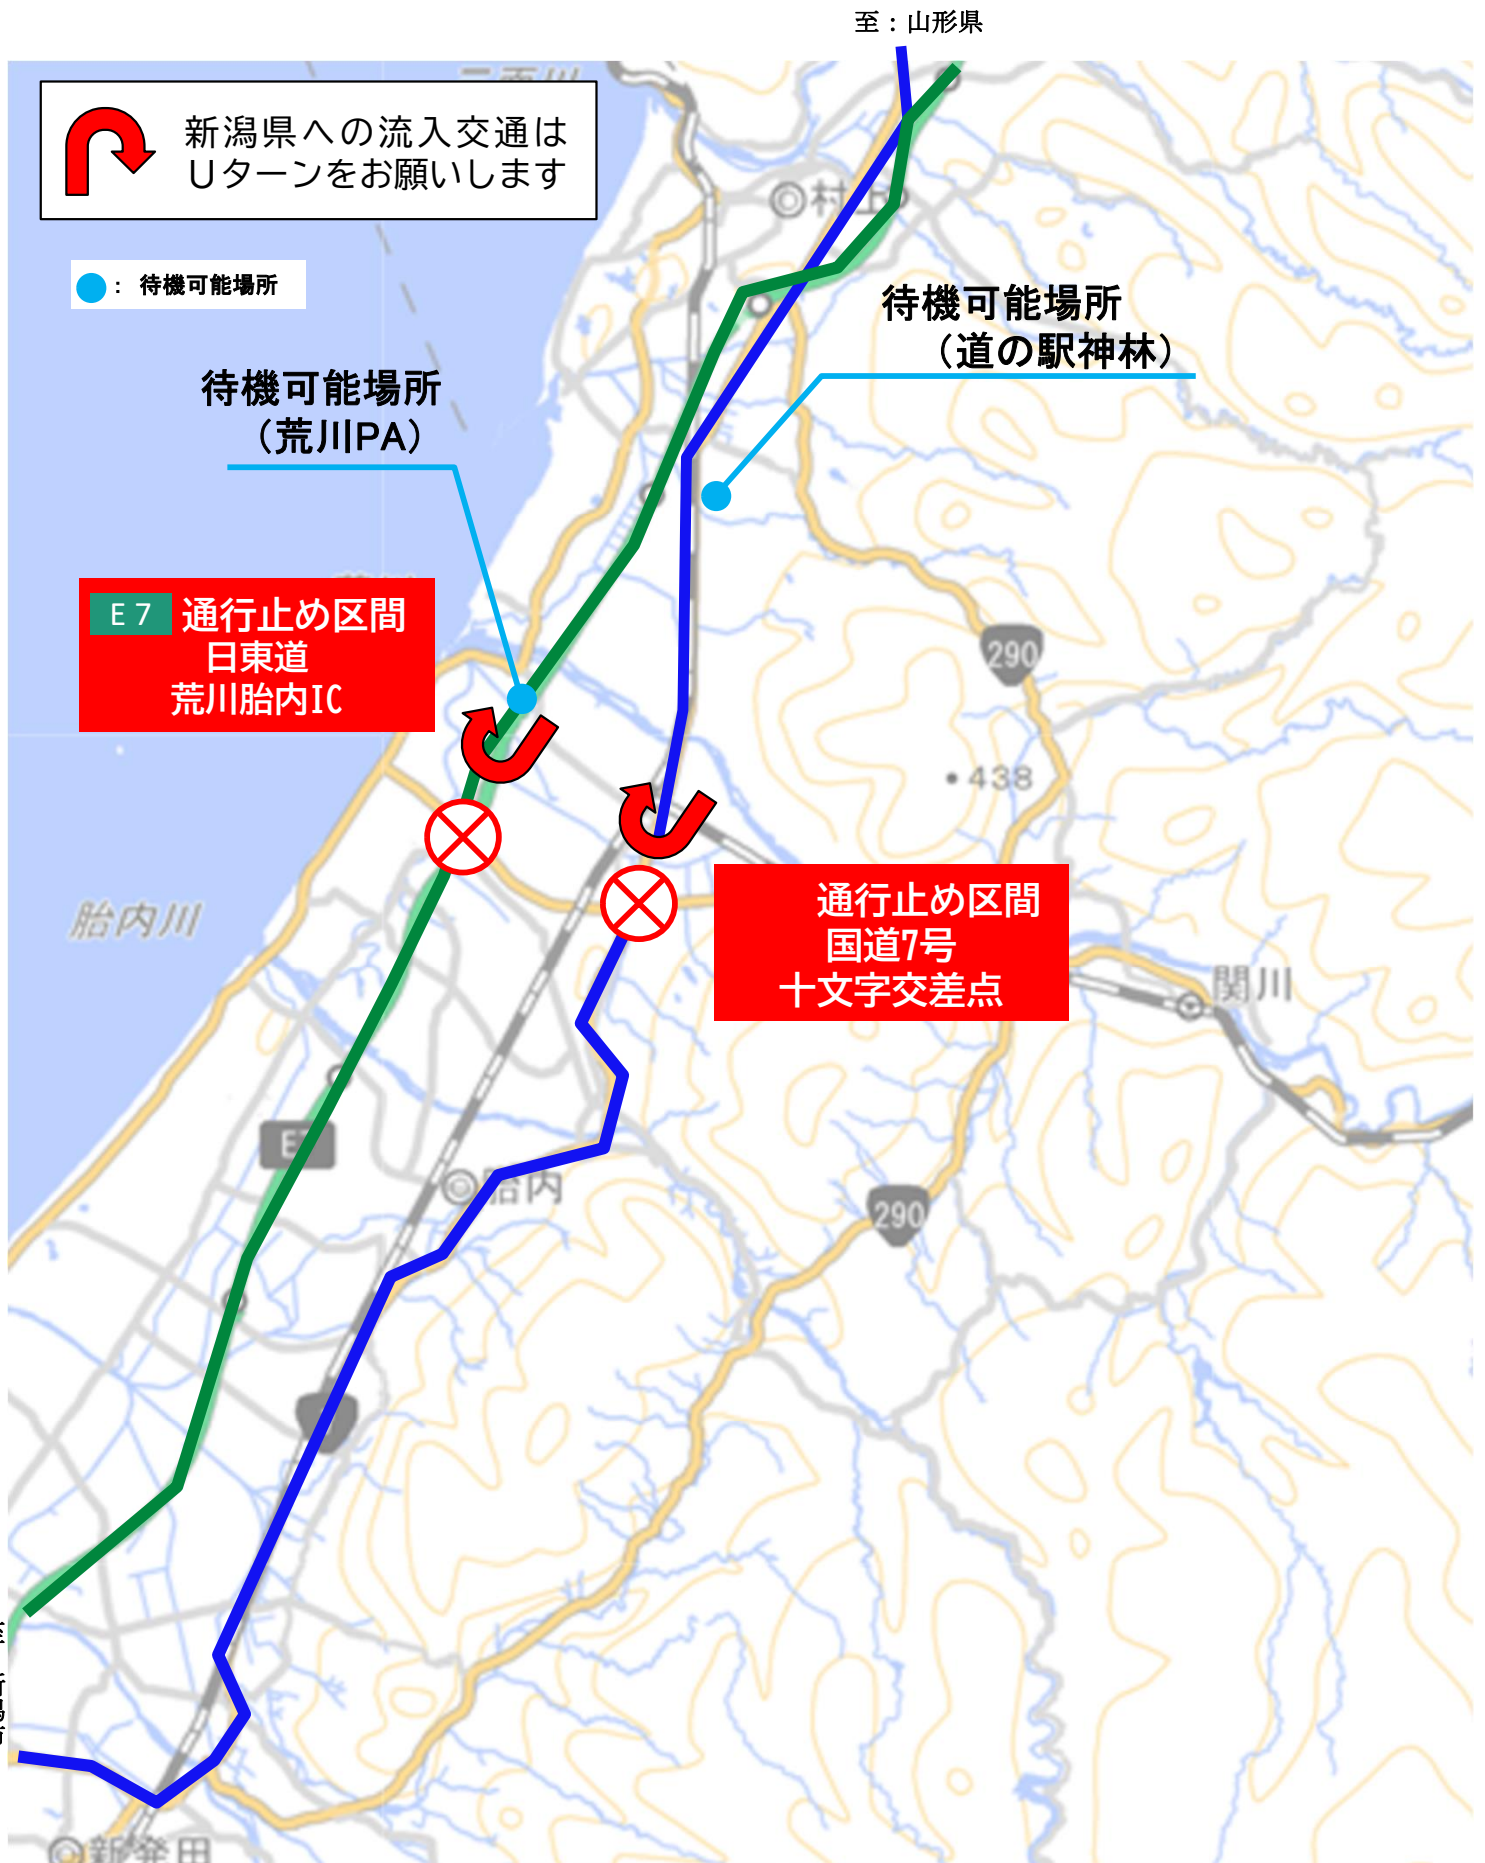 至：山形県
新潟県への流入交通は
Uターンをお願いします
村上
：待機可能場所
待機可能場所
（道の駅神林）
待機可能場所
（荒川PA）
E7 通行止め区間
日東道
荒川胎内IC
290
438
胎内川
通行止め区間
国道7号
十文字交差点
関川
胎内
290
新発田